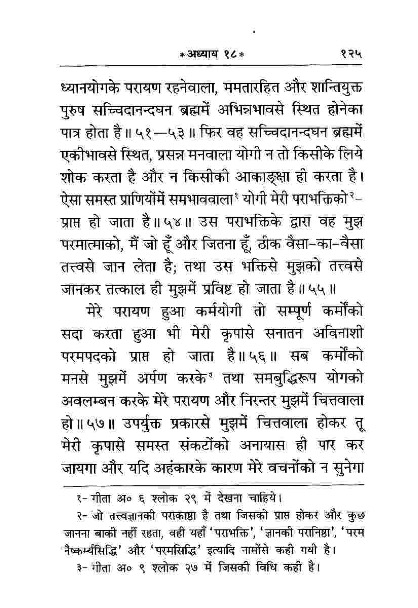 *अध्याय १८* १२५
ध्यानयोगके परायण रहनेवाला, ममतारहित और शान्तियुक्त
पुरुष सच्चिदानन्दघन ब्रह्ममें अभिन्नभावसे स्थित होनेका
पात्र होता है॥ ५१—५३॥ फिर वह सच्चिदानन्दघन ब्रह्ममें
एकीभावसे स्थित, प्रसन्न मनवाला योगी न तो किसीके लिये
शोक करता है और न किसीकी आकाङ्क्षा ही करता है।
ऐसा समस्त प्राणियोंमें समभाववाला१ योगी मेरी पराभक्तिको२-
प्राप्त हो जाता है॥ ५४॥ उस पराभक्तिके द्वारा वह मुझ
परमात्माको, मैं जो हूँ और जितना हूँ, ठीक वैसा-का-वैसा
तत्त्वसे जान लेता है; तथा उस भक्तिसे मुझको तत्त्वसे
जानकर तत्काल ही मुझमें प्रविष्ट हो जाता है॥ ५५॥
मेरे परायण हुआ कर्मयोगी तो सम्पूर्ण कर्मोंको
सदा करता हुआ भी मेरी कृपासे सनातन अविनाशी
परमपदको प्राप्त हो जाता है॥ ५६॥ सब कर्मोंको
मनसे मुझमें अर्पण करके३ तथा समबुद्धिरूप योगको
अवलम्बन करके मेरे परायण और निरन्तर मुझमें चित्तवाला
हो॥ ५७॥ उपर्युक्त प्रकारसे मुझमें चित्तवाला होकर तू
मेरी कृपासे समस्त संकटोंको अनायास ही पार कर
जायगा और यदि अहंकारके कारण मेरे वचनोंको न सुनेगा
१- गीता अ० ६ श्लोक २९ में देखना चाहिये।
२- जो तत्त्वज्ञानकी पराकाष्ठा है तथा जिसको प्राप्त होकर और कुछ
जानना बाकी नहीं रहता, वही यहाँ 'पराभक्ति', 'ज्ञानकी परानिष्ठा', 'परम
नैष्कर्म्यसिद्धि' और 'परमसिद्धि' इत्यादि नामोंसे कही गयी है।
३- गीता अ० ९ श्लोक २७ में जिसकी विधि कही है।